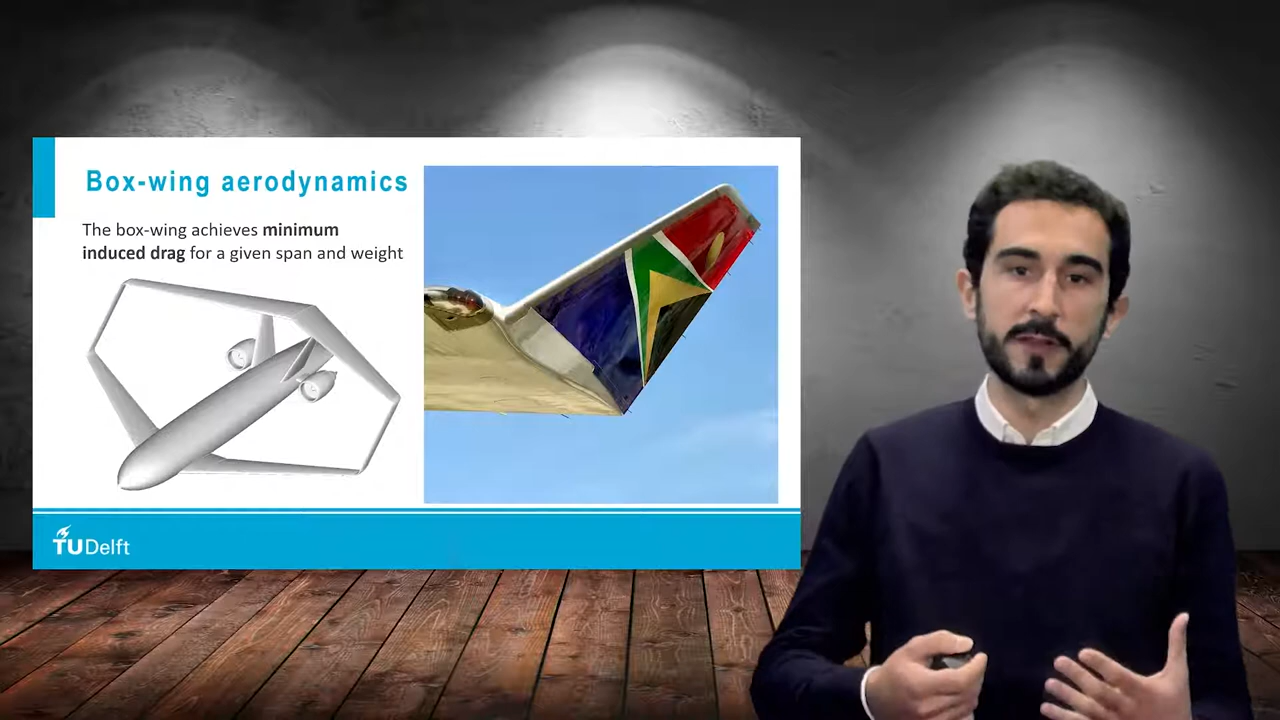 Box-wing aerodynamics
The box-wing achieves minimum
induced drag for a given span and weight
TUDelft